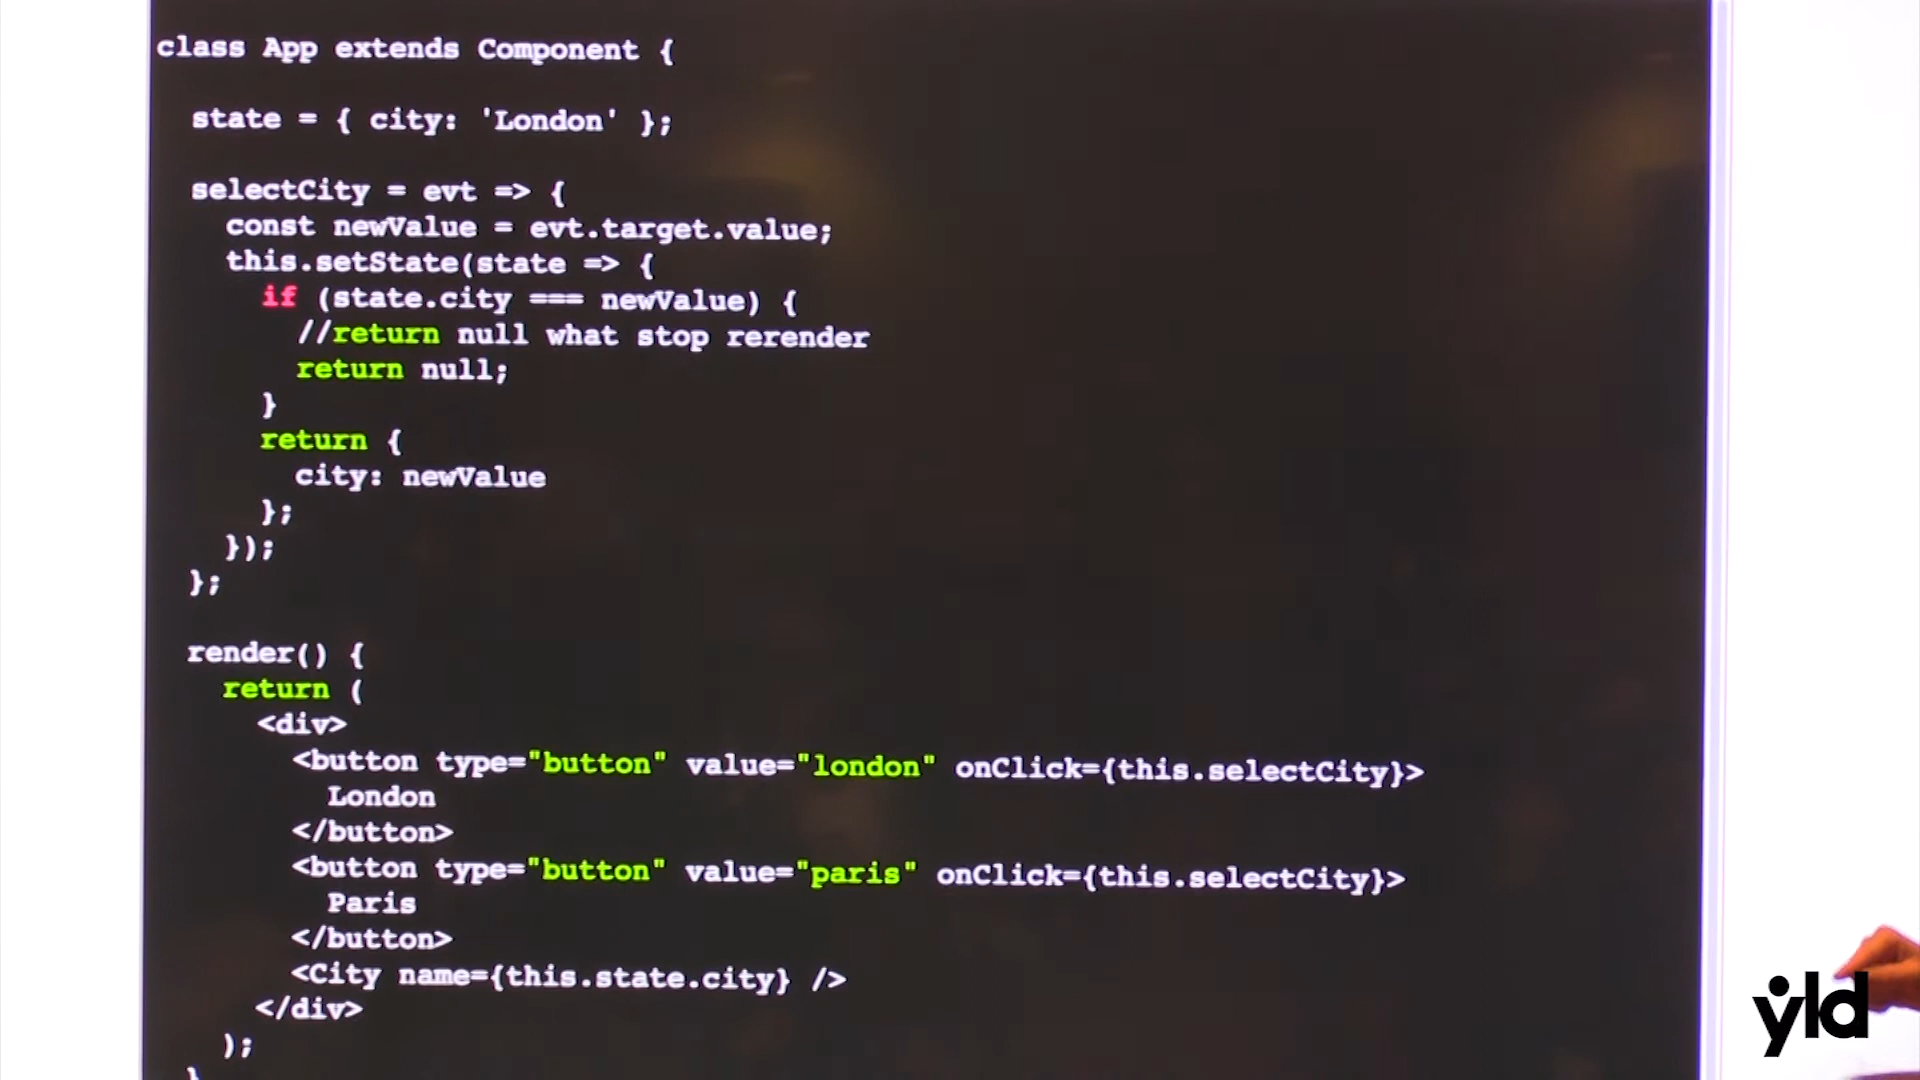 class App extends Component {
state = { city: 'London' };
selectCity = evt => {
const newValue = evt.target.value;
this.setState(state => {
if (state.city === newValue) {
//return null what stop rerender
return null;
}
return {
city: newValue
};
});
};
render() {
return (
<div>
<button type="button" value="london" onClick={this.selectCity}>
London
</button>
<button type="button" value="paris" onClick={this.selectCity}>
Paris
</button>
<City name={this.state.city} />
</div>
);
}
yld